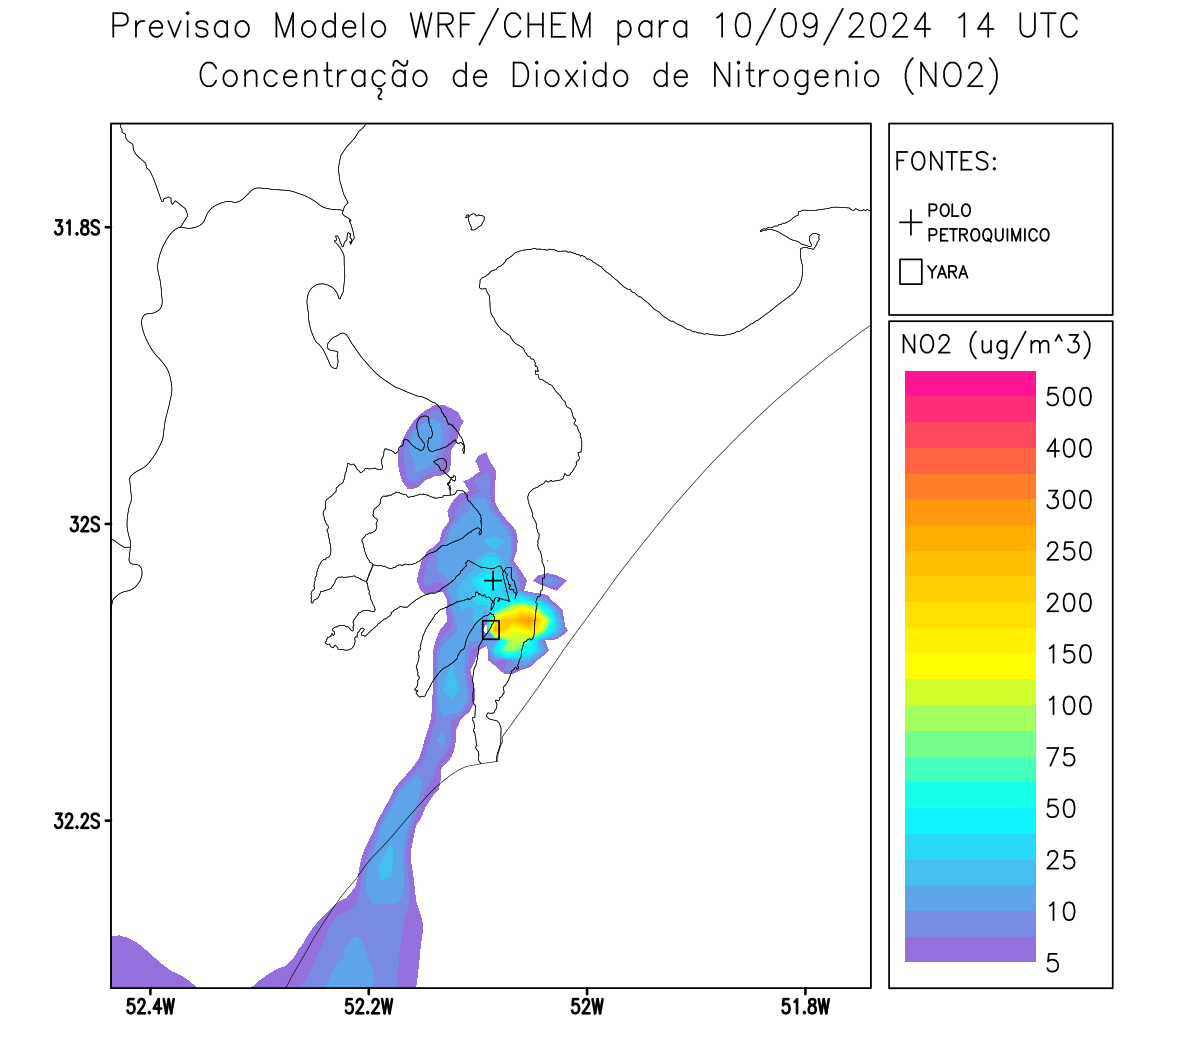 Previsao Modelo WRF/CHEM para 10/09/2024 14 UTC
Concentração de Dioxido de Nitrogenio (NO2)
FONTES:
POLO
PETROQUIMICO
YARA
31.8S
32S
32.2S
52.4W
52.2W
52W
51.8W
NO2 (ug/m^3)
500
400
300
250
200
150
100
75
50
25
10
5